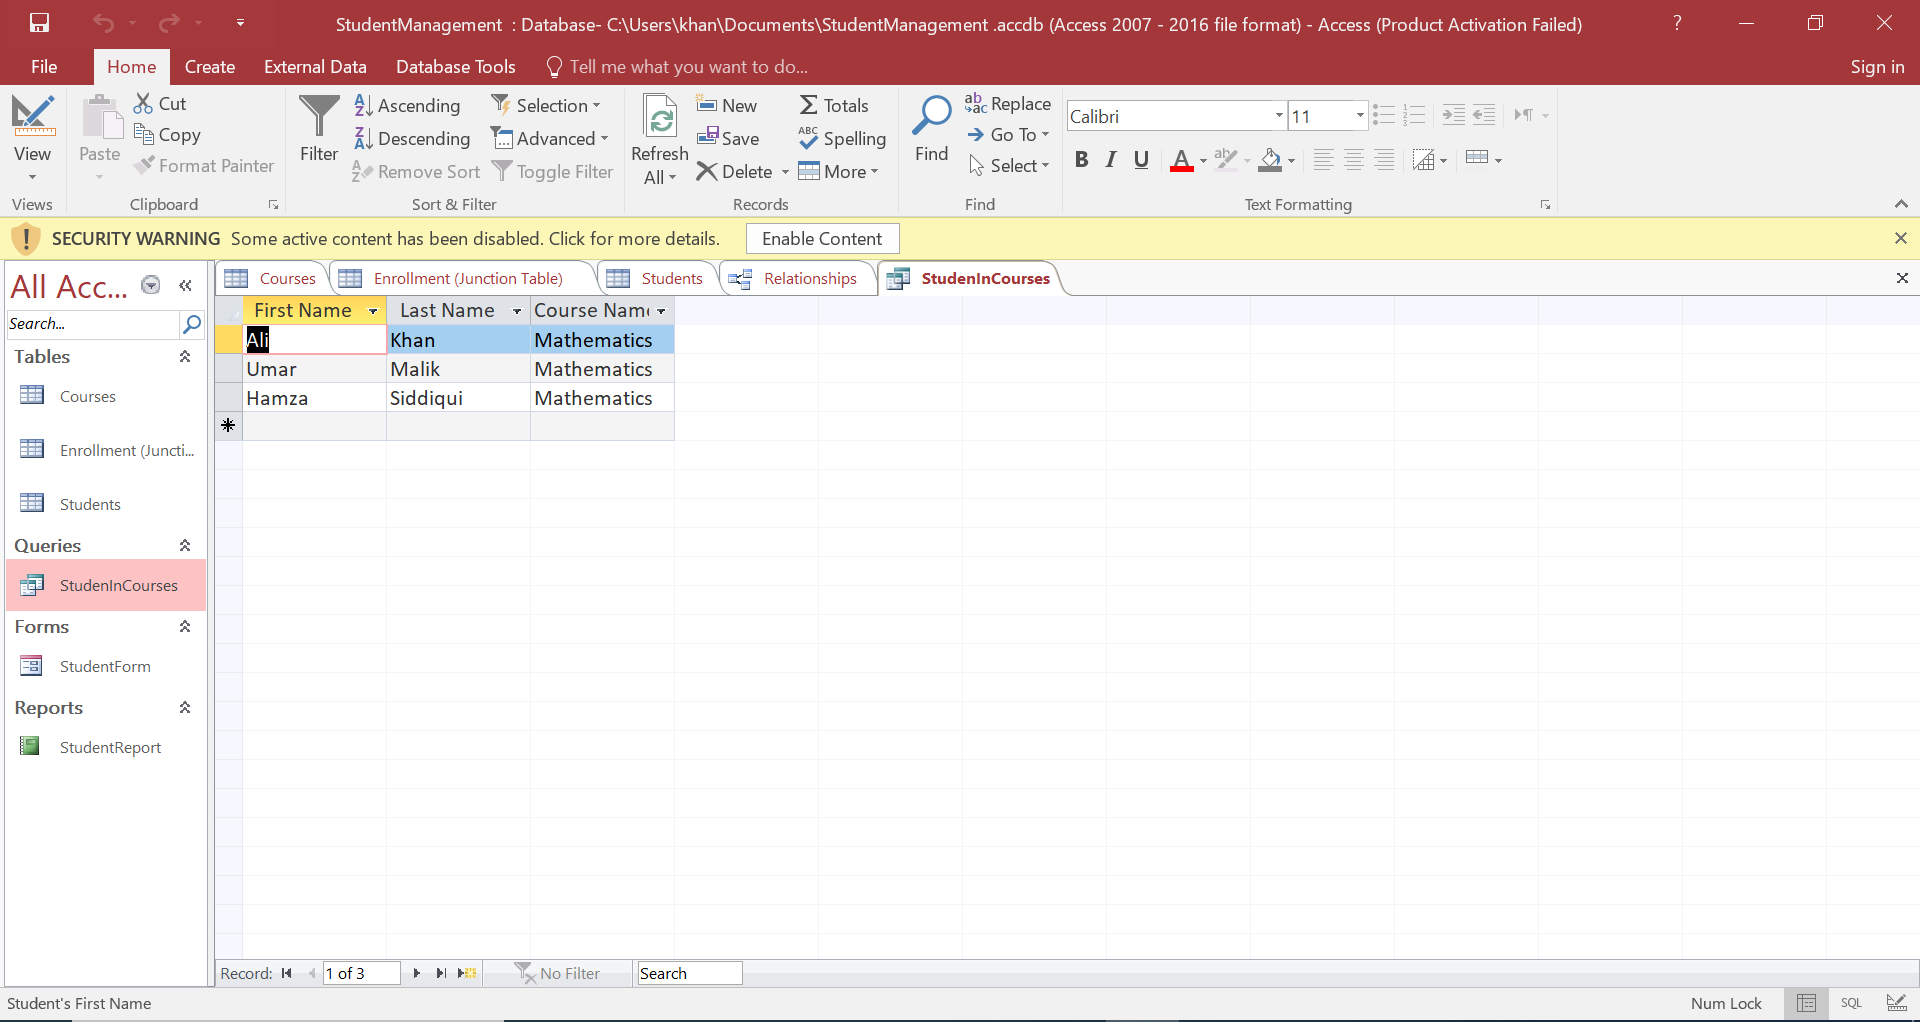 StudentManagement  : Database- C:\Users\khan\Documents\StudentManagement .accdb (Access 2007 - 2016 file format) - Access (Product Activation Failed)
?
File Home Create External Data Database Tools Tell me what you want to do... Sign in
View
Views
Paste
Cut
Copy
Format Painter
Clipboard
Filter
Ascending
Descending
Remove Sort
Selection
Advanced
Toggle Filter
Sort & Filter
Refresh
All
New
Save
Delete
Totals
Spelling
More
Records
Find
Replace
Go To
Select
Find
Calibri 11
B I U A
Text Formatting
SECURITY WARNING Some active content has been disabled. Click for more details. Enable Content
All Acc...
Search...
Tables
Courses
Enrollment (Juncti...
Students
Queries
StudenInCourses
Forms
StudentForm
Reports
StudentReport
Courses Enrollment (Junction Table) Students Relationships StudenInCourses
First Name Last Name Course Nam
Ali Khan Mathematics
Umar Malik Mathematics
Hamza Siddiqui Mathematics
Record: 1 of 3 No Filter Search
Student's First Name Num Lock SQL